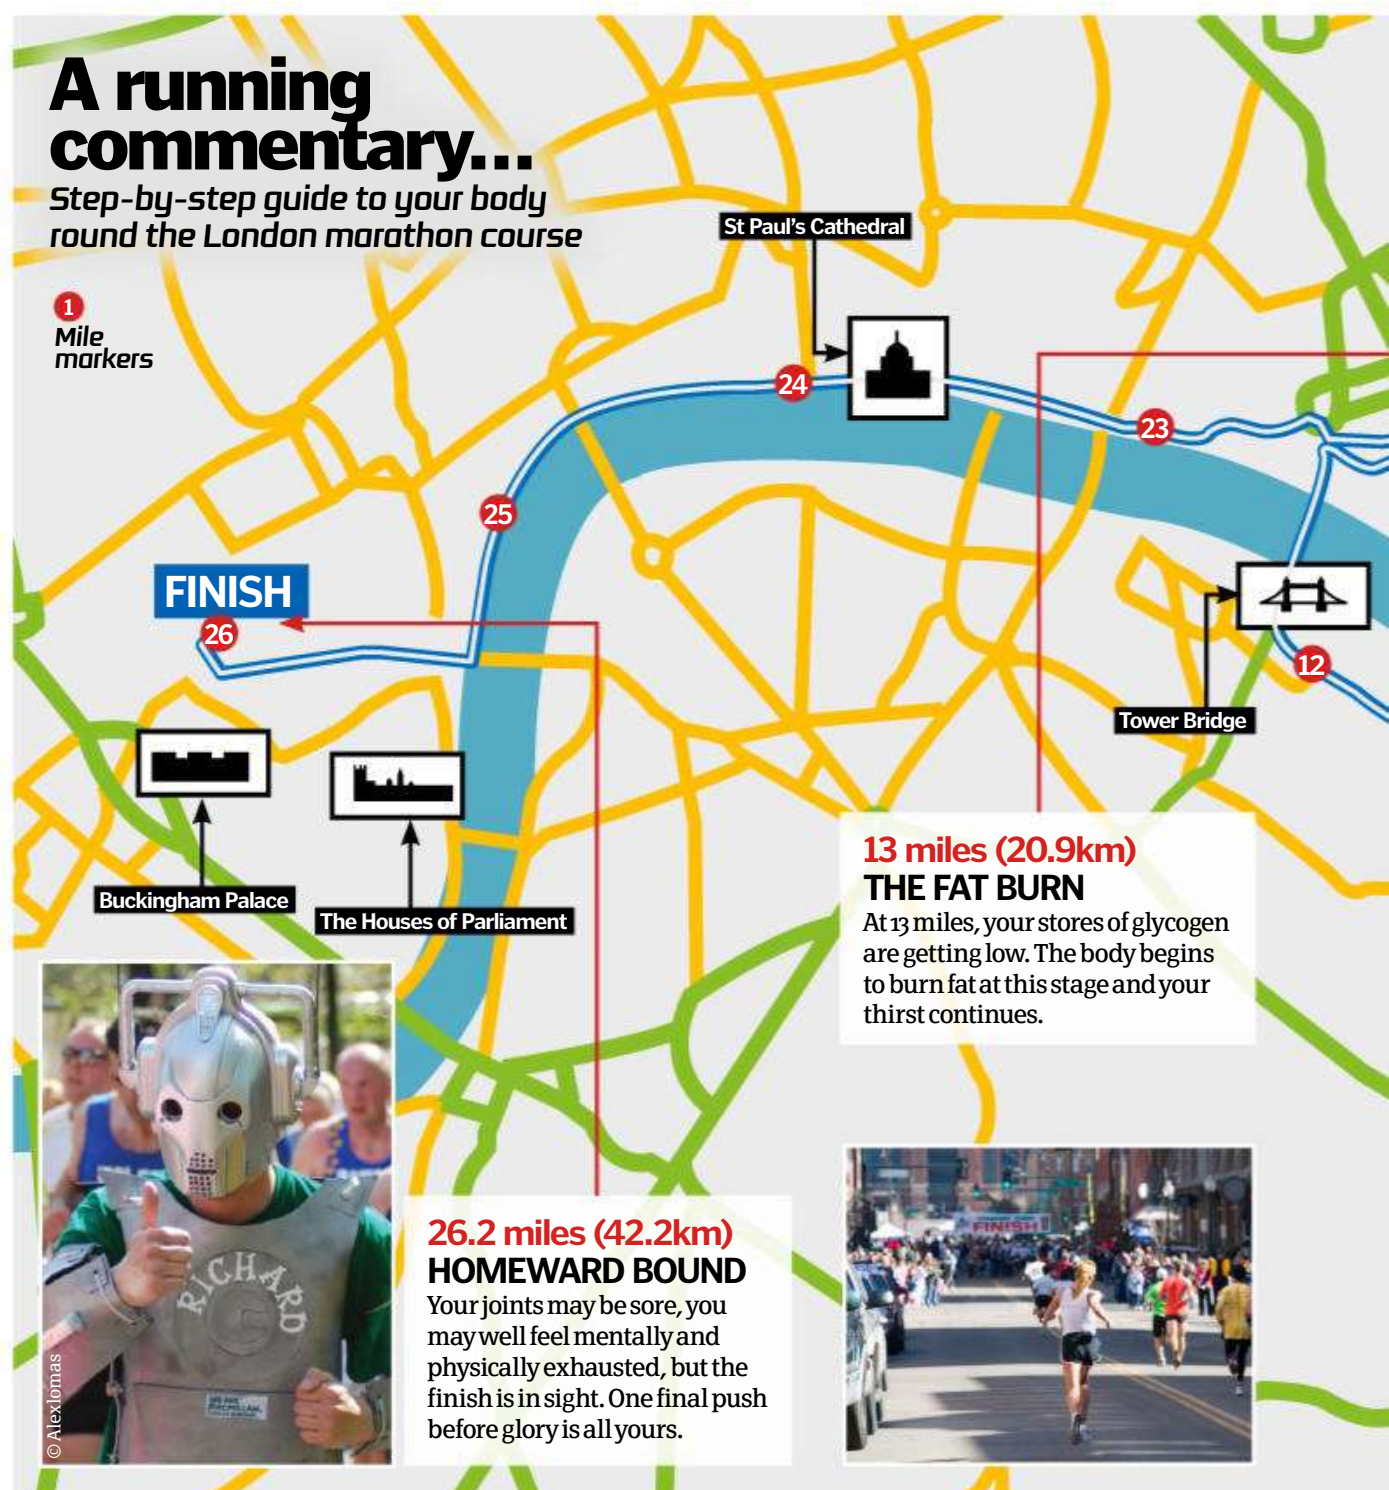 A running
commentary...
Step-by-step guide to your body
round the London marathon course
1
Mile
markers
St Paul's Cathedral
24
23
25
FINISH
26
12
Tower Bridge
Buckingham Palace
The Houses of Parliament
13 miles (20.9km)
THE FAT BURN
At 13 miles, your stores of glycogen
are getting low. The body begins
to burn fat at this stage and your
thirst continues.
RICHARD
© Alexlomas
26.2 miles (42.2km)
HOMEWARD BOUND
Your joints may be sore, you
may well feel mentally and
physically exhausted, but the
finish is in sight. One final push
before glory is all yours.
FINISH